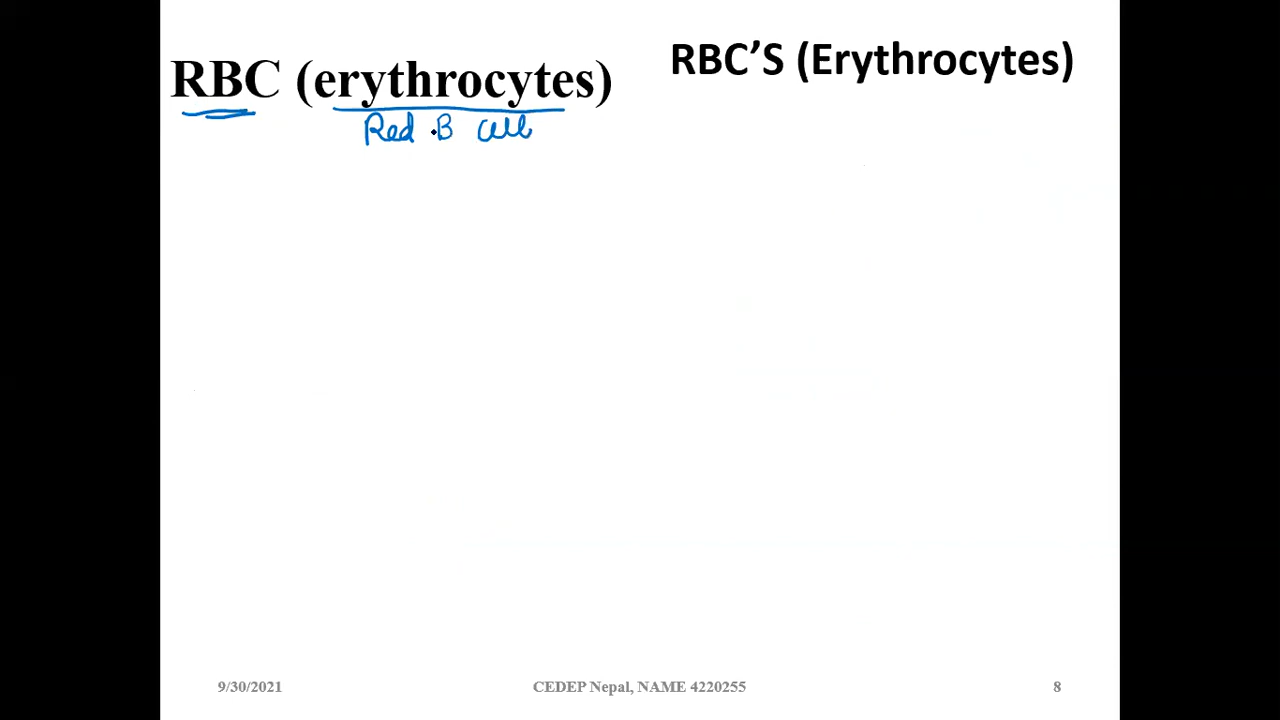 RBC (erythrocytes)
RBC’S (Erythrocytes)
Red B Cell
9/30/2021
CEDEP Nepal, NAME 4220255
8